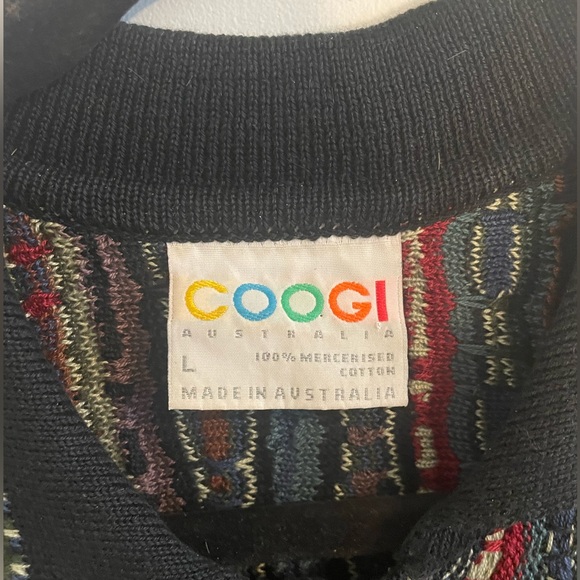 COOGI
AUSTRALIA
L 100% MERCERISED
COTTON
MADE IN AUSTRALIA